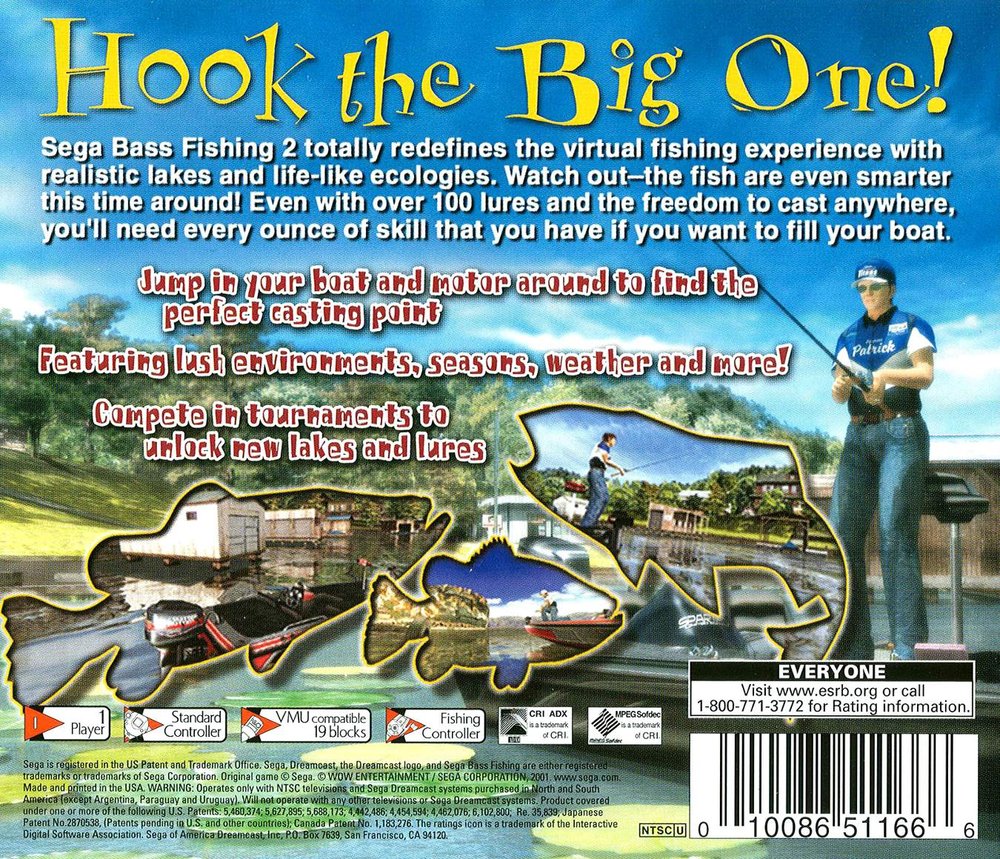 Hook the Big One!
Sega Bass Fishing 2 totally redefines the virtual fishing experience with
realistic lakes and life-like ecologies. Watch out–the fish are even smarter
this time around! Even with over 100 lures and the freedom to cast anywhere,
you'll need every ounce of skill that you have if you want to fill your boat.
Jump in your boat and motor around to find the
perfect casting point
Featuring lush environments, seasons, weather and more!
Compete in tournaments to
unlock new lakes and lures
Patrick
EVERYONE
Visit www.esrb.org or call
1-800-771-3772 for Rating information.
1
Player
Standard
Controller
VMU compatible
19 blocks
Fishing
Controller
CRI ADX
is a trademark
of CRI.
MPEG Sofdec
is a trademark
of CRI.
Sega is registered in the US Patent and Trademark Office. Sega, Dreamcast, the Dreamcast logo, and Sega Bass Fishing are either registered
trademarks or trademarks of Sega Corporation. Original game © Sega. © WOW ENTERTAINMENT / SEGA CORPORATION, 2001. www.sega.com.
Made and printed in the USA. WARNING: Operates only with NTSC televisions and Sega Dreamcast systems purchased in North and South
America (except Argentina, Paraguay and Uruguay). Will not operate with any other televisions or Sega Dreamcast systems. Product covered
under one or more of the following U.S. Patents: 5,460,374; 5,627,895; 5,688,173; 4,442,486; 4,454,594; 4,462,076; 6,102,800; Re. 35,839; Japanese
Patent No. 2870538, (Patents pending in U.S. and other countries); Canada Patent No. 1,183,276. The ratings icon is a trademark of the Interactive
Digital Software Association. Sega of America Dreamcast, Inc, P.O. Box 7639, San Francisco, CA 94120.
NTSC U
0 10086 51166 6